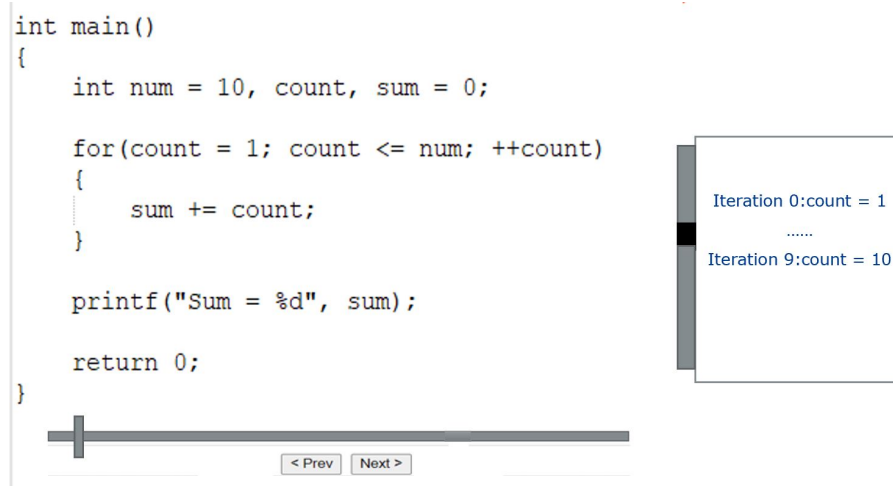 int main()
{
    int num = 10, count, sum = 0;
    for(count = 1; count <= num; ++count)
    {
        sum += count;
    }
    printf("Sum = %d", sum);
    return 0;
}
Iteration 0:count = 1
......
Iteration 9:count = 10
< Prev
Next >